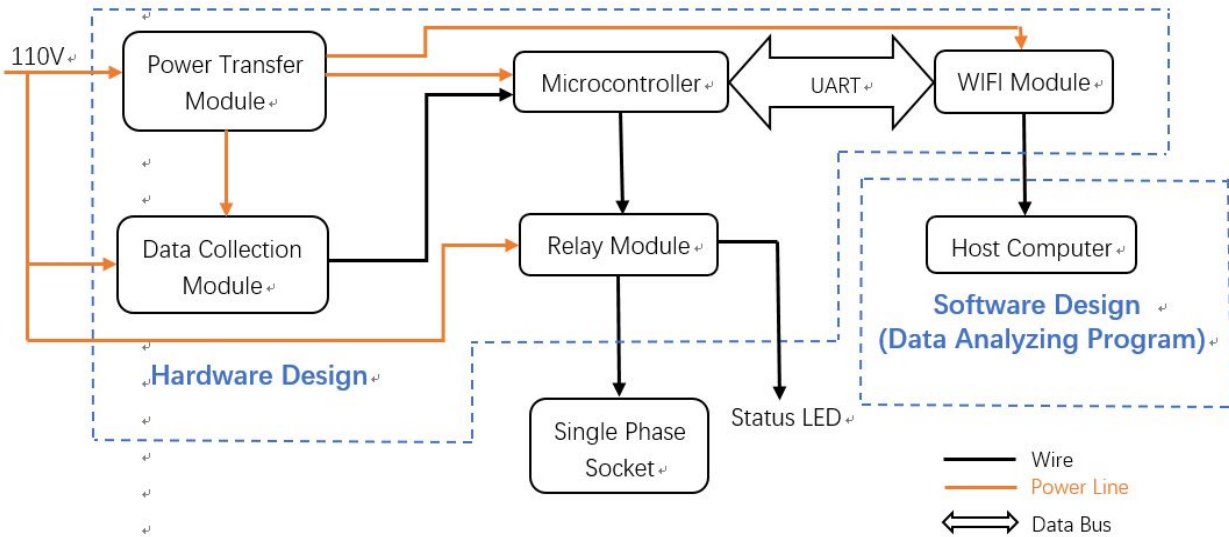 110V
Power Transfer
Module
Microcontroller
UART
WIFI Module
Data Collection
Module
Relay Module
Host Computer
Software Design
(Data Analyzing Program)
Hardware Design
Single Phase
Socket
Status LED
Wire
Power Line
Data Bus